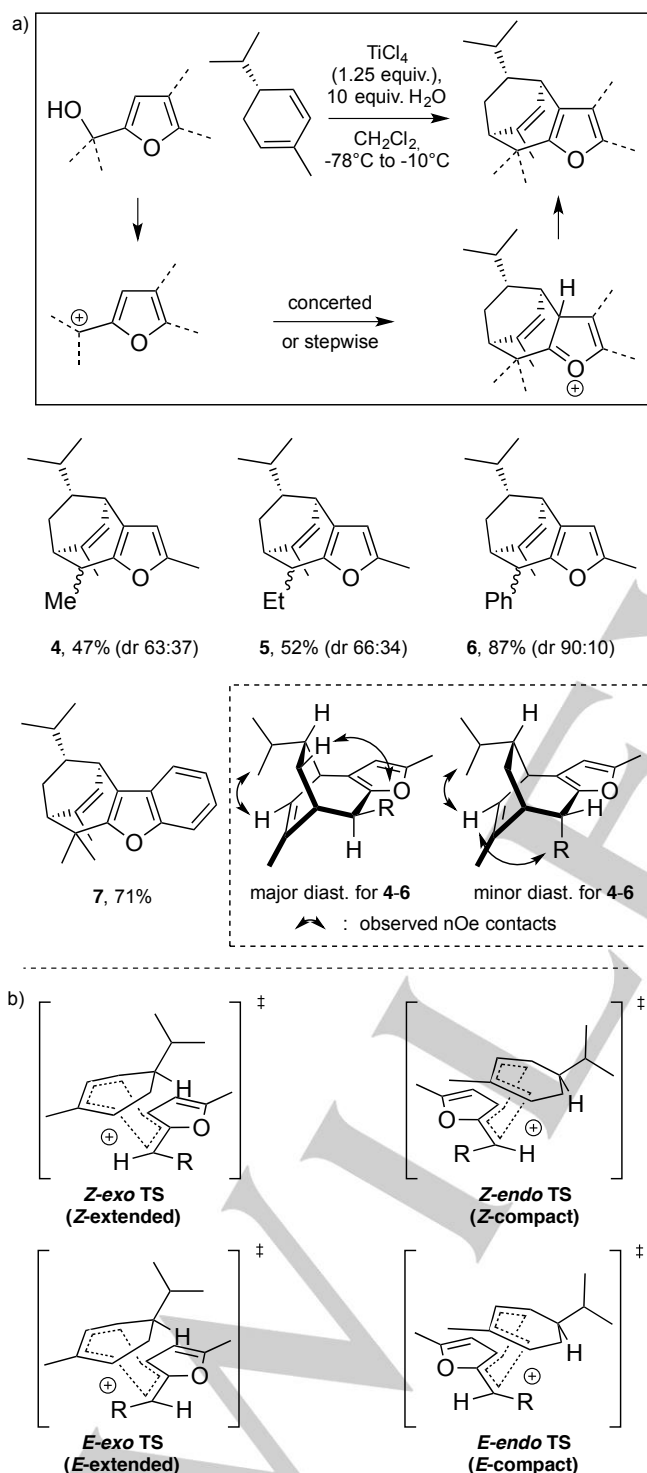 a)
TiCl4
(1.25 equiv.),
10 equiv. H2O
CH2Cl2,
-78°C to -10°C
HO
O
O
⊕
O
concerted
or stepwise
H
O
⊕
O
Me
O
Et
O
Ph
4, 47% (dr 63:37)
5, 52% (dr 66:34)
6, 87% (dr 90:10)
O
7, 71%
H
H
O
H
R
H
H
O
H
H
R
major diast. for 4-6
minor diast. for 4-6
: observed nOe contacts
b)
‡
H
O
⊕
H
R
Z-exo TS
(Z-extended)
‡
H
O
⊕
R
H
Z-endo TS
(Z-compact)
‡
H
O
⊕
R
H
E-exo TS
(E-extended)
‡
H
O
⊕
H
R
E-endo TS
(E-compact)